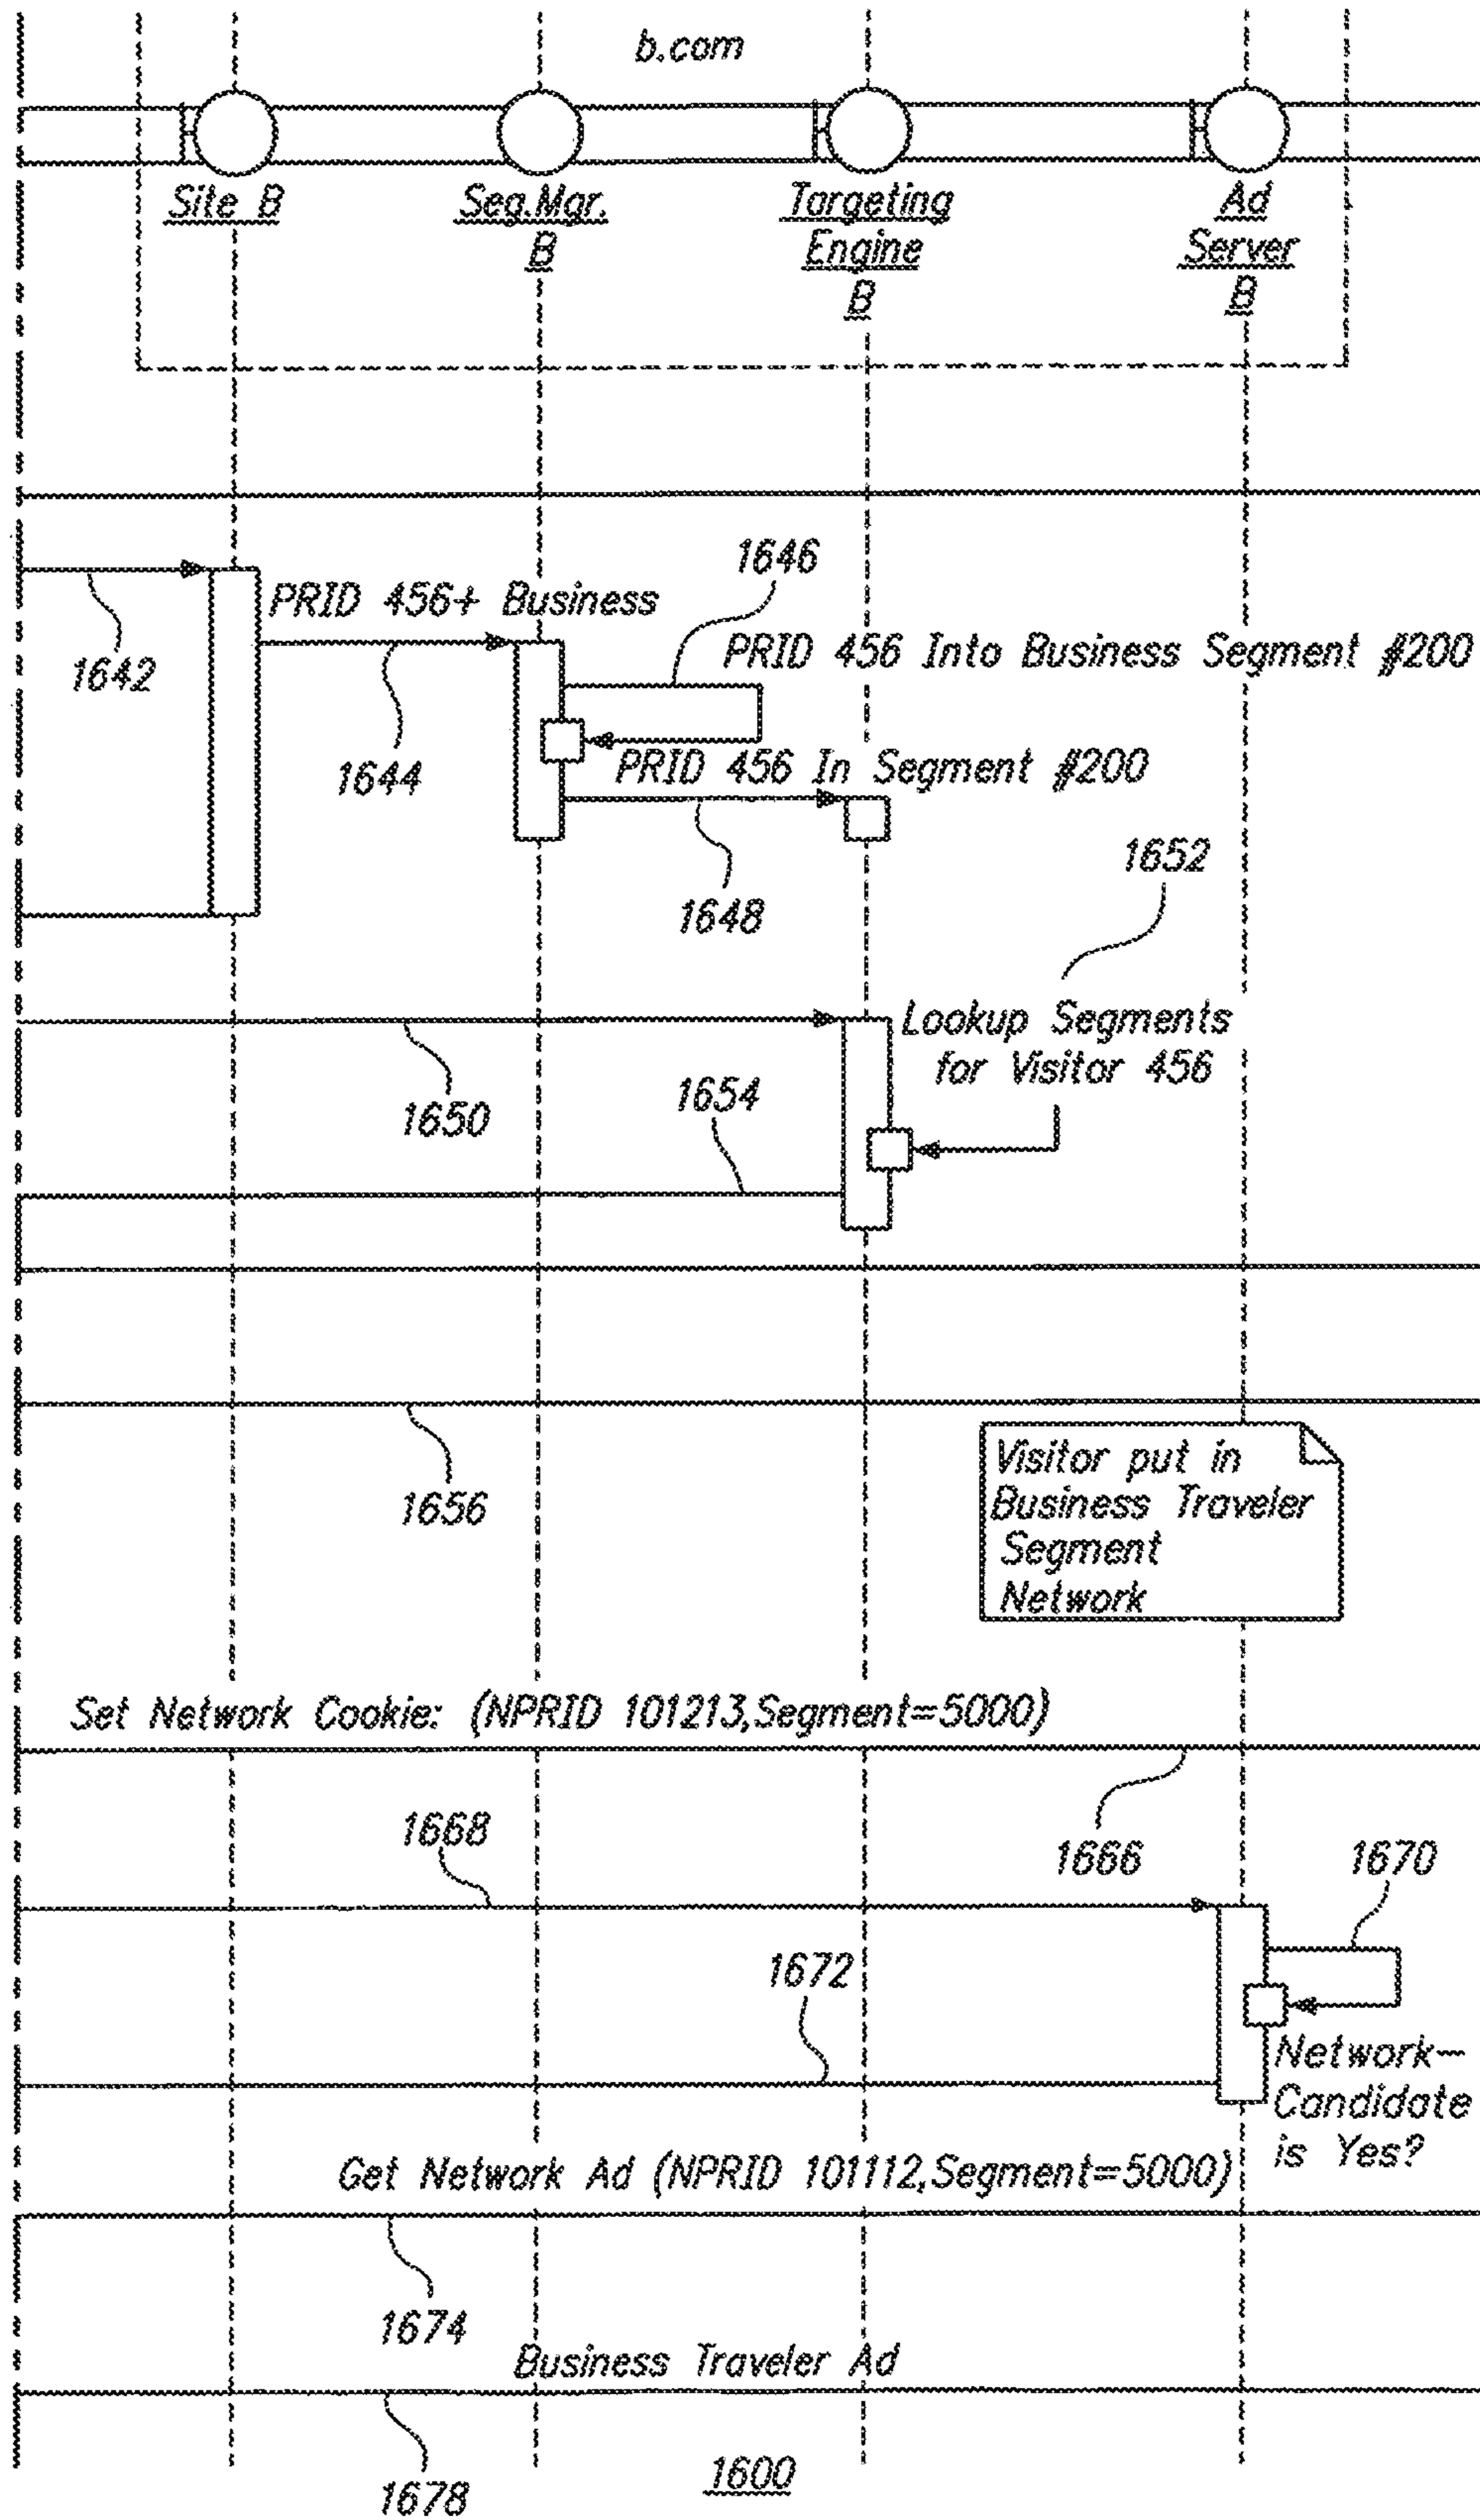 b.com
Site B
Seg.Mgr.
B
Targeting
Engine
B
Ad
Server
B
1646
PRID 456+ Business
PRID 456 Into Business Segment #200
1642
1644
PRID 456 In Segment #200
1652
1648
Lookup Segments
for Visitor 456
1650
1654
1656
Visitor put in
Business Traveler
Segment
Network
Set Network Cookie: (NPRID 101213,Segment=5000)
1668
1666
1670
1672
Network-
Candidate
is Yes?
Get Network Ad (NPRID 101112,Segment=5000)
1674
Business Traveler Ad
1678
1600